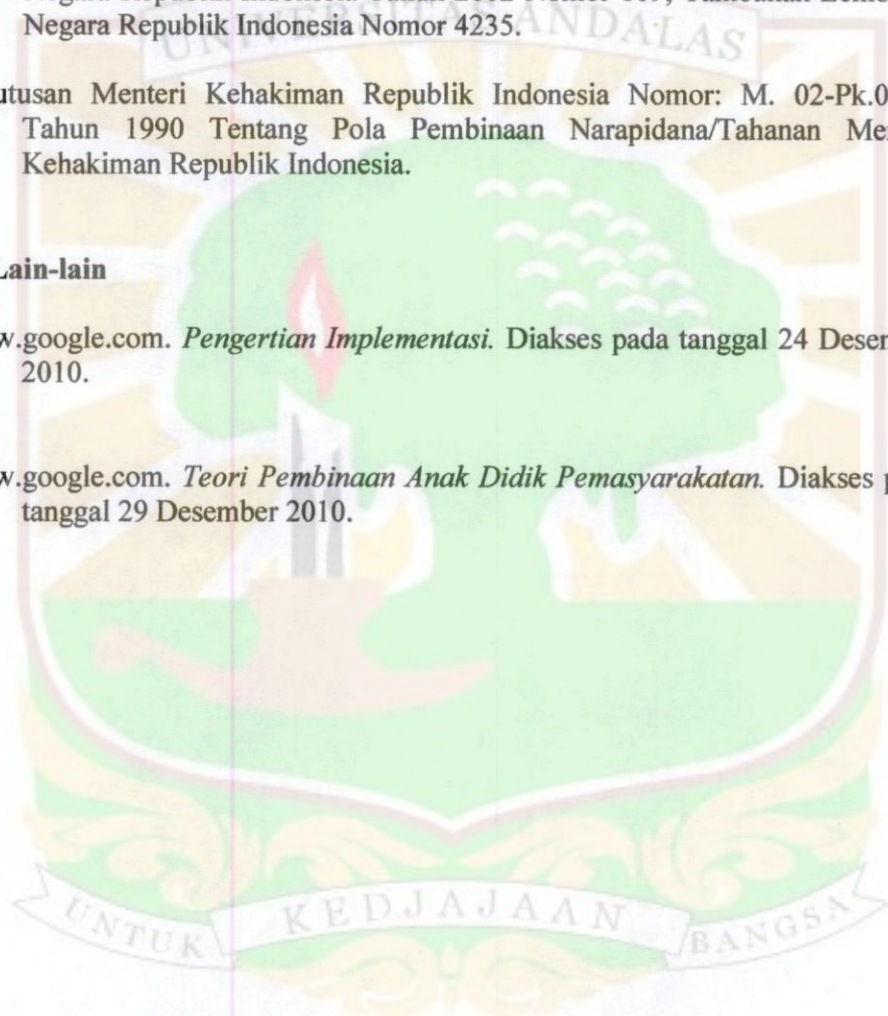 Negara Republik Indonesia Nomor 4235.
utusan Menteri Kehakiman Republik Indonesia Nomor: M. 02-Pk.0
Tahun 1990 Tentang Pola Pembinaan Narapidana/Tahanan Me
Kehakiman Republik Indonesia.
Lain-lain
w.google.com. Pengertian Implementasi. Diakses pada tanggal 24 Desem
2010.
w.google.com. Teori Pembinaan Anak Didik Pemasyarakatan. Diakses p
tanggal 29 Desember 2010.
UNTUK KEDJAJAAN BANGSA